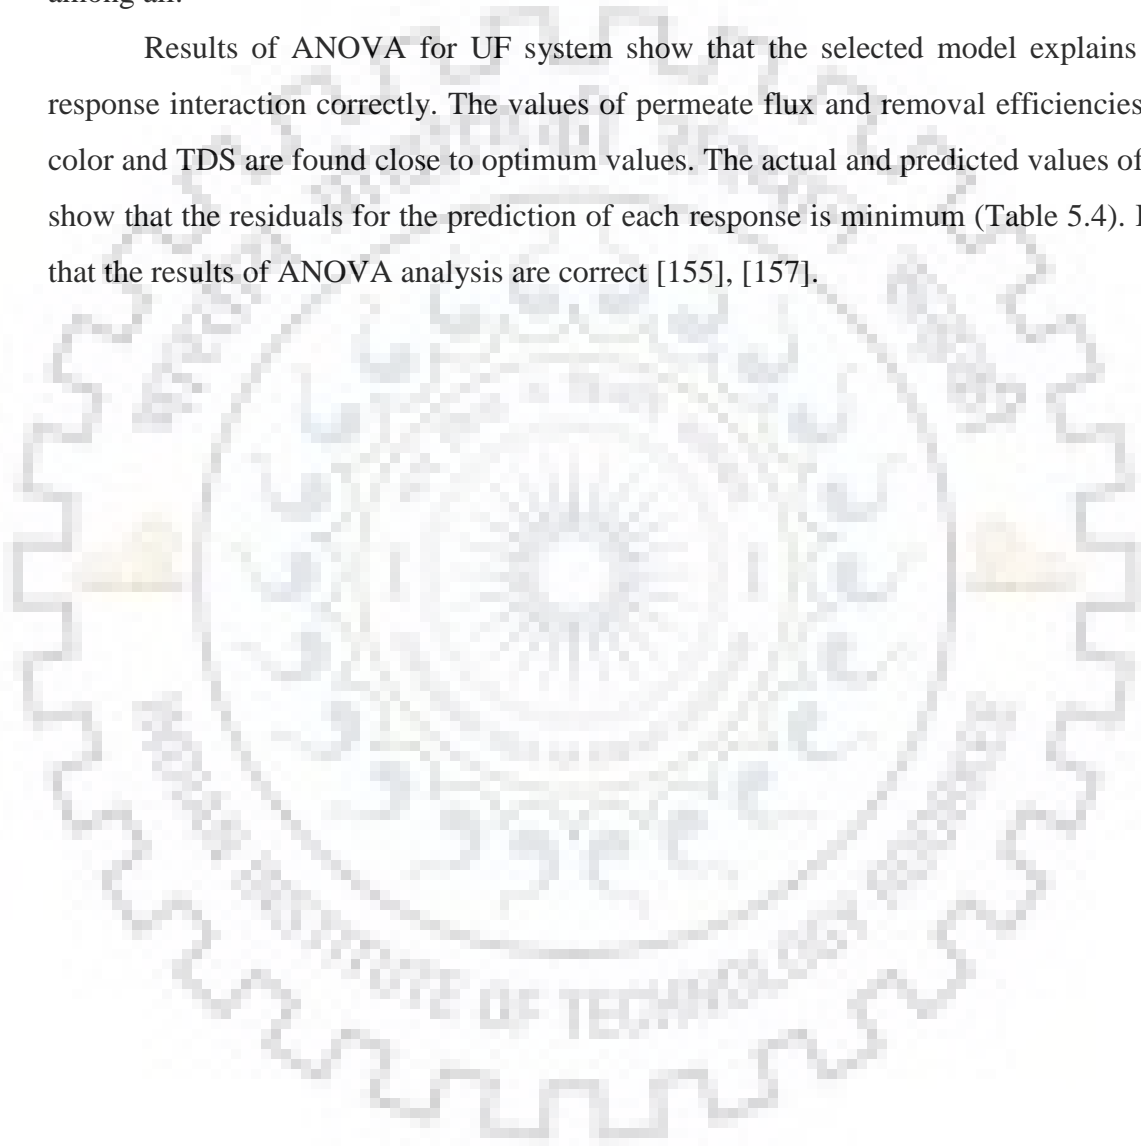 among all.
Results of ANOVA for UF system show that the selected model explains
response interaction correctly. The values of permeate flux and removal efficiencies
color and TDS are found close to optimum values. The actual and predicted values of
show that the residuals for the prediction of each response is minimum (Table 5.4).
that the results of ANOVA analysis are correct [155], [157].
INSTITUTE OF TECHNOLOGY